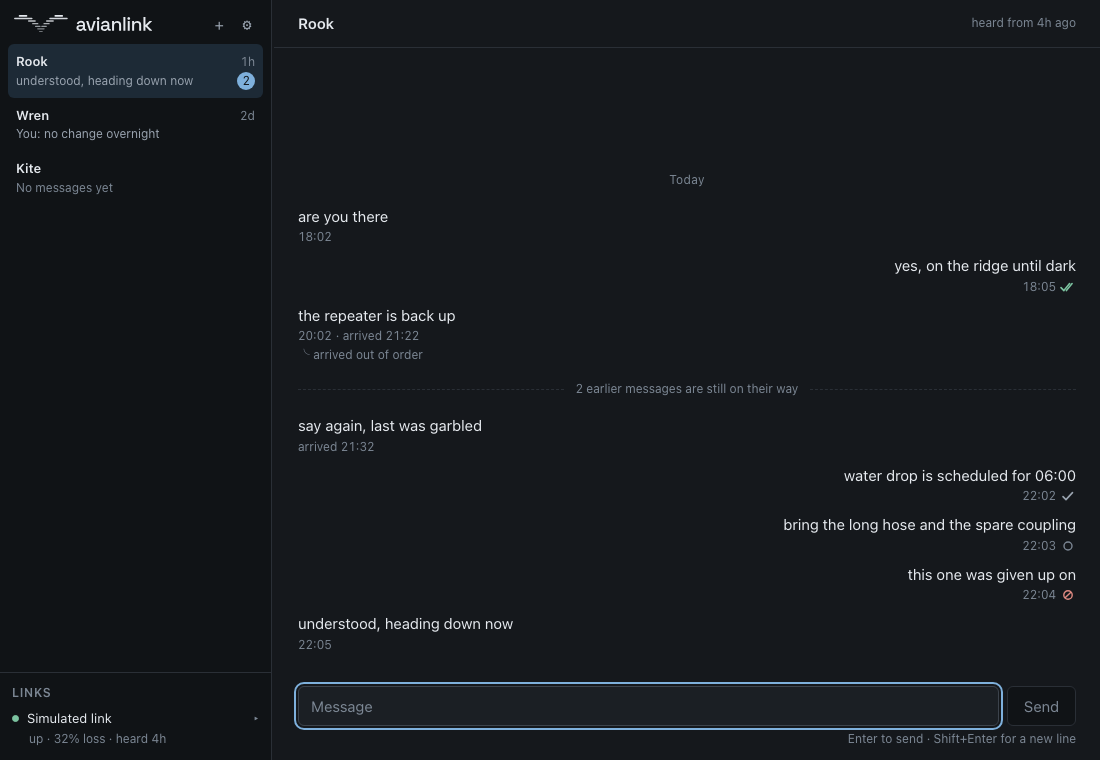 avianlink
Rook 1h
understood, heading down now 2
Wren 2d
You: no change overnight
Kite
No messages yet
LINKS
Simulated link
up · 32% loss · heard 4h
Rook heard from 4h ago
Today
are you there
18:02
yes, on the ridge until dark
18:05
the repeater is back up
20:02 · arrived 21:22
arrived out of order
2 earlier messages are still on their way
say again, last was garbled
arrived 21:32
water drop is scheduled for 06:00
22:02
bring the long hose and the spare coupling
22:03
this one was given up on
22:04
understood, heading down now
22:05
Message Send
Enter to send · Shift+Enter for a new line